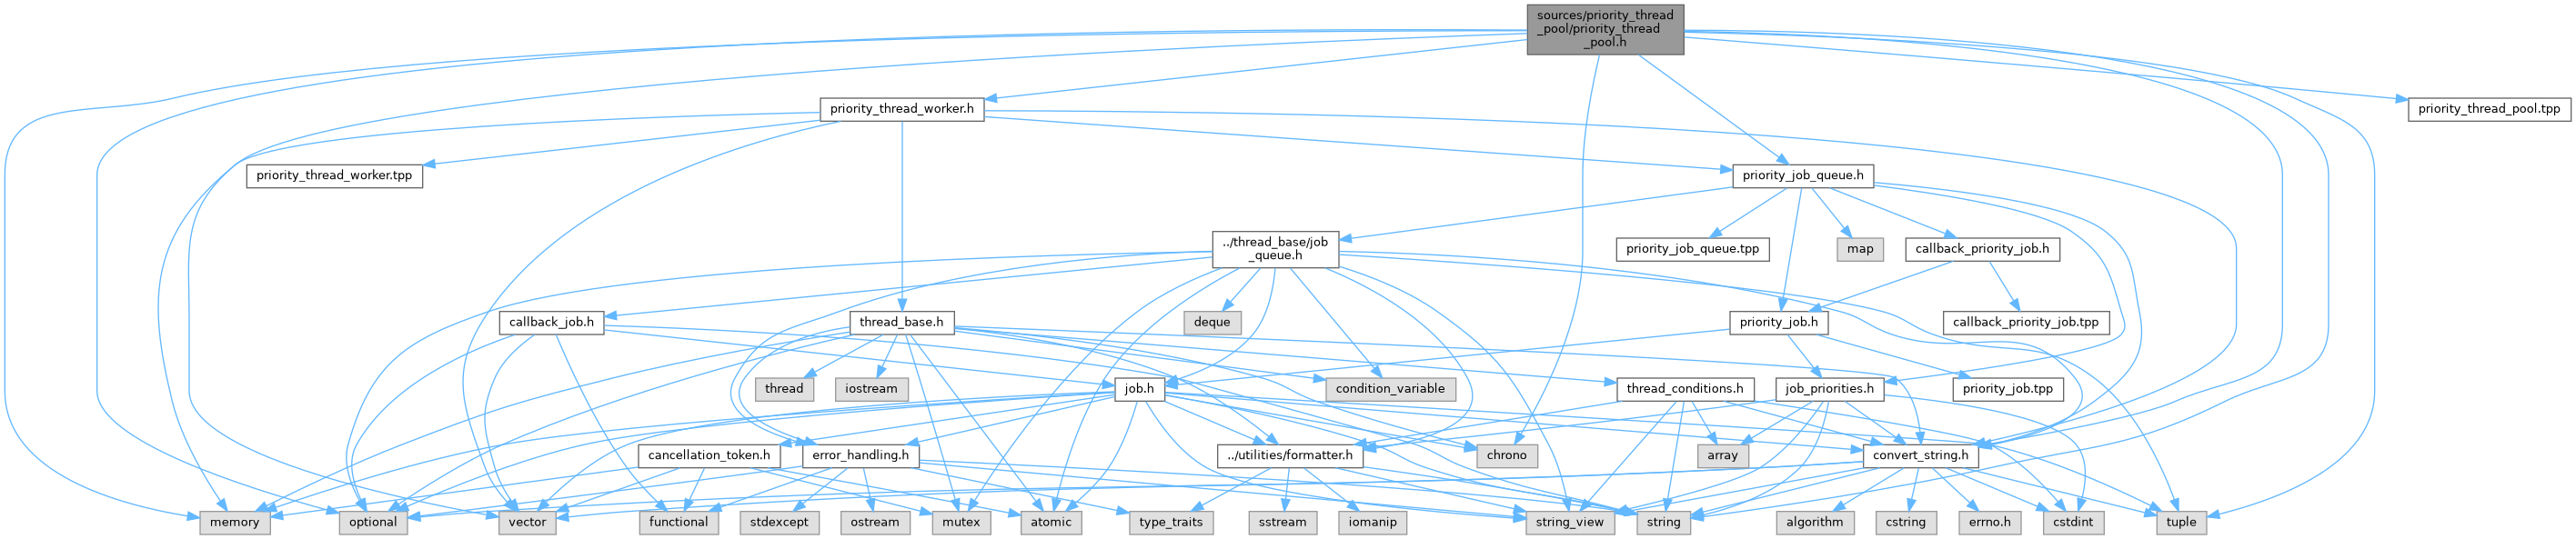 sources/priority_thread
_pool/priority_thread
_pool.h
priority_thread_worker.h
priority_thread_pool.tpp
priority_thread_worker.tpp
priority_job_queue.h
../thread_base/job
_queue.h
priority_job_queue.tpp
map
callback_priority_job.h
callback_job.h
thread_base.h
deque
priority_job.h
callback_priority_job.tpp
thread
iostream
job.h
condition_variable
thread_conditions.h
job_priorities.h
priority_job.tpp
cancellation_token.h
error_handling.h
../utilities/formatter.h
chrono
array
convert_string.h
memory
optional
vector
functional
stdexcept
ostream
mutex
atomic
type_traits
sstream
iomanip
string_view
string
algorithm
cstring
errno.h
cstdint
tuple